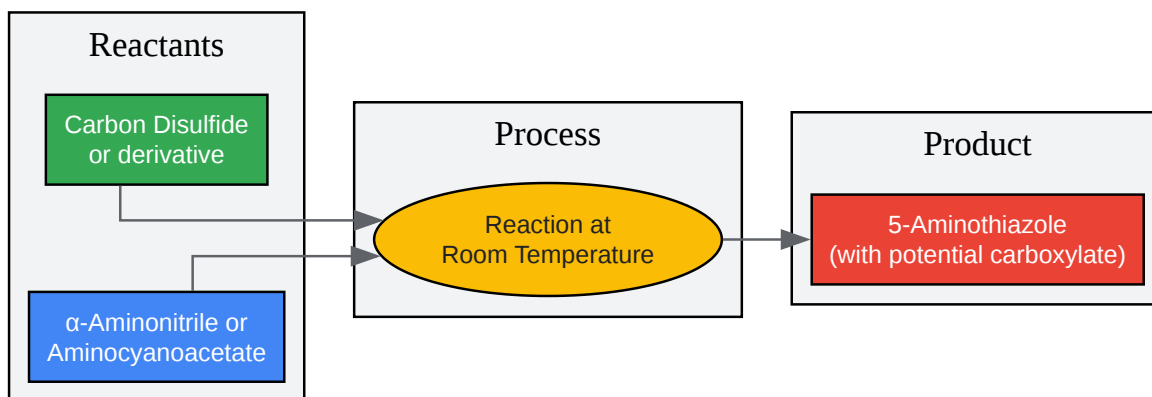 Reactants
Carbon Disulfide
or derivative
α-Aminonitrile or
Aminocyanoacetate
Process
Reaction at
Room Temperature
Product
5-Aminothiazole
(with potential carboxylate)